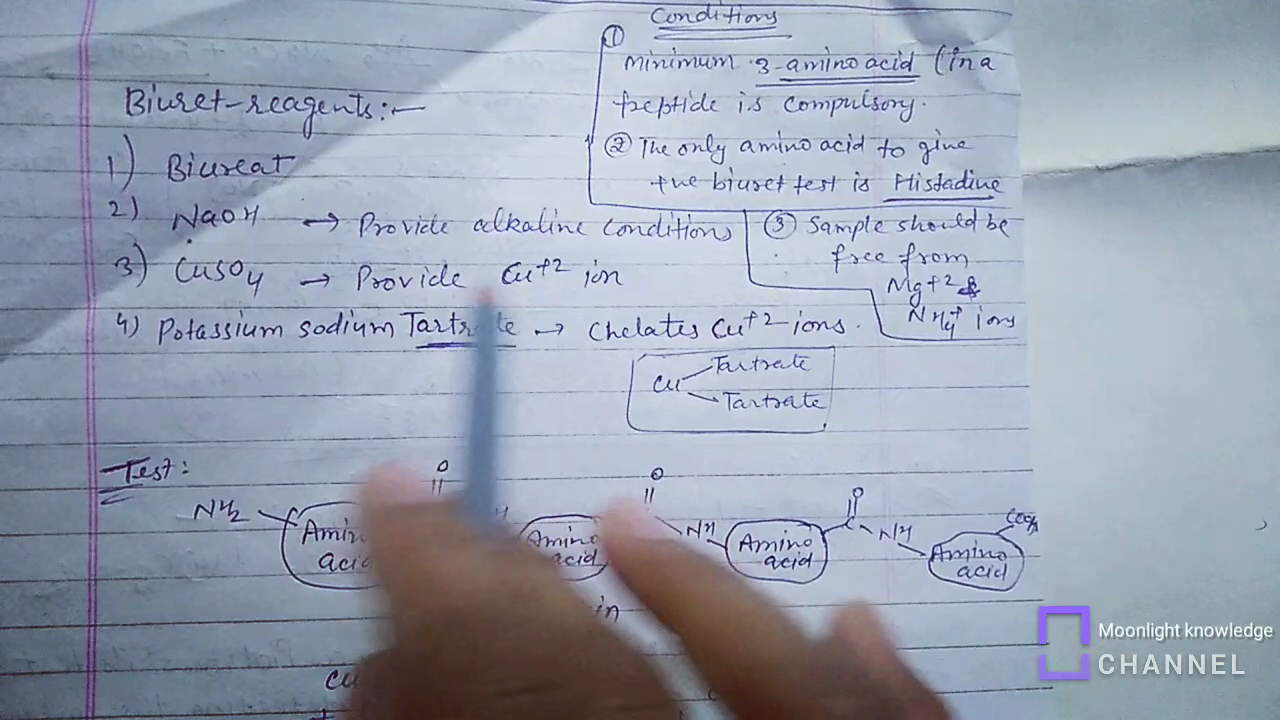 Conditions
① Minimum 3-amino acid (in a
peptide is compulsory.
② The only amino acid to give
the biuret test is Histadine
③ Sample should be
free from
Mg+2 &
NH4+ ions
Biuret-reagents:-
1) Biureat
2) NaOH → Provide alkaline conditions
3) CuSO4 → Provide Cu+2 ion
4) Potassium sodium Tartrate → Chelates Cu+2 ions.
Cu Tartrate
Tartrate
Test:
O O O
NH2 NH C NH COOH
Amino Amino Amino Amino
acid acid acid acid
Moonlight knowledge
CHANNEL